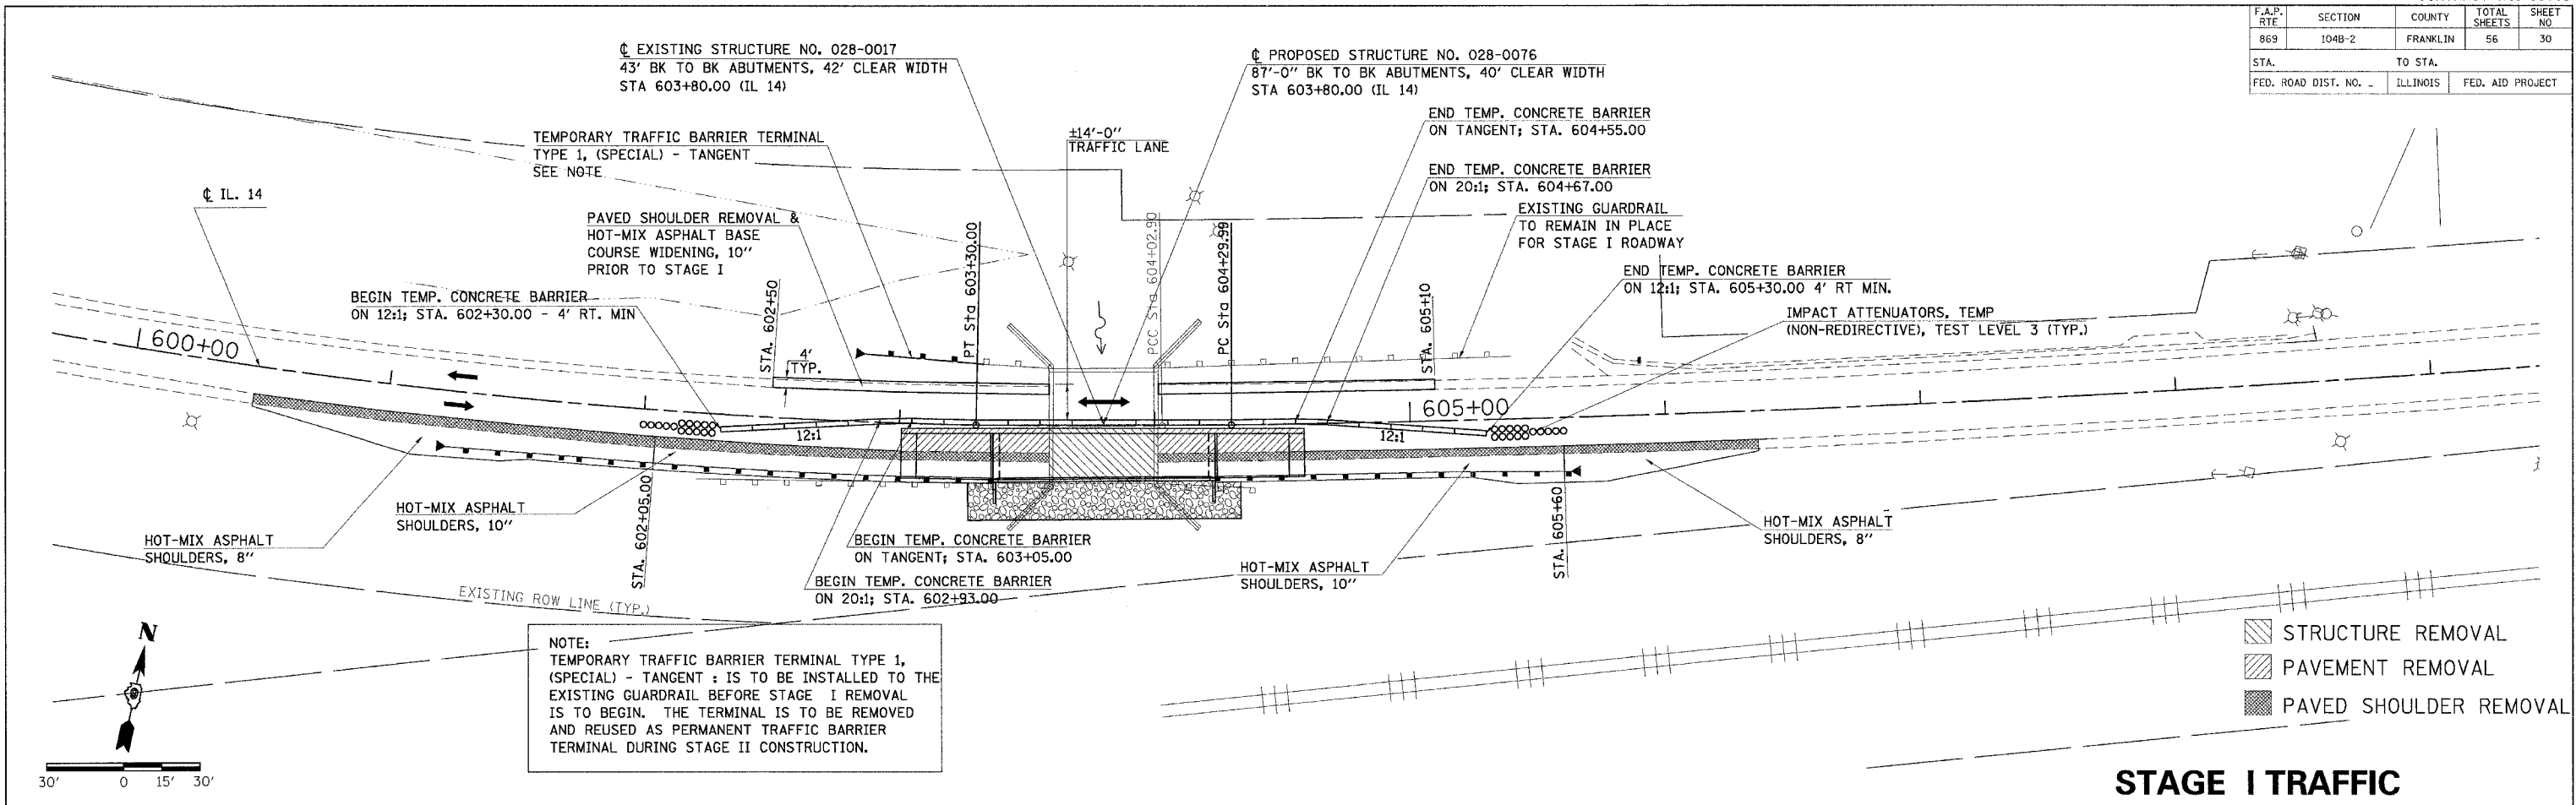 F.A.P. RTE SECTION COUNTY TOTAL SHEETS SHEET NO
869 104B-2 FRANKLIN 56 30
STA. TO STA.
FED. ROAD DIST. NO. _ ILLINOIS FED. AID PROJECT
℄ EXISTING STRUCTURE NO. 028-0017
43' BK TO BK ABUTMENTS, 42' CLEAR WIDTH
STA 603+80.00 (IL 14)
℄ PROPOSED STRUCTURE NO. 028-0076
87'-0" BK TO BK ABUTMENTS, 40' CLEAR WIDTH
STA 603+80.00 (IL 14)
TEMPORARY TRAFFIC BARRIER TERMINAL
TYPE 1, (SPECIAL) - TANGENT
SEE NOTE
±14'-0"
TRAFFIC LANE
END TEMP. CONCRETE BARRIER
ON TANGENT; STA. 604+55.00
END TEMP. CONCRETE BARRIER
ON 20:1; STA. 604+67.00
℄ IL. 14
PAVED SHOULDER REMOVAL &
HOT-MIX ASPHALT BASE
COURSE WIDENING, 10"
PRIOR TO STAGE I
EXISTING GUARDRAIL
TO REMAIN IN PLACE
FOR STAGE I ROADWAY
BEGIN TEMP. CONCRETE BARRIER
ON 12:1; STA. 602+30.00 - 4' RT. MIN
END TEMP. CONCRETE BARRIER
ON 12:1; STA. 605+30.00 4' RT MIN.
IMPACT ATTENUATORS, TEMP
(NON-REDIRECTIVE), TEST LEVEL 3 (TYP.)
STA. 602+50
PT Sta 603+30.00
PCC Sta 604+02.90
PC Sta 604+29.99
STA. 605+10
600+00
4'
TYP.
605+00
12:1
12:1
HOT-MIX ASPHALT
SHOULDERS, 8"
HOT-MIX ASPHALT
SHOULDERS, 10"
STA. 602+05.00
BEGIN TEMP. CONCRETE BARRIER
ON TANGENT; STA. 603+05.00
BEGIN TEMP. CONCRETE BARRIER
ON 20:1; STA. 602+93.00
HOT-MIX ASPHALT
SHOULDERS, 10"
STA. 605+60
HOT-MIX ASPHALT
SHOULDERS, 8"
EXISTING ROW LINE (TYP.)
N
30' 0 15' 30'
NOTE:
TEMPORARY TRAFFIC BARRIER TERMINAL TYPE 1,
(SPECIAL) - TANGENT : IS TO BE INSTALLED TO THE
EXISTING GUARDRAIL BEFORE STAGE I REMOVAL
IS TO BEGIN. THE TERMINAL IS TO BE REMOVED
AND REUSED AS PERMANENT TRAFFIC BARRIER
TERMINAL DURING STAGE II CONSTRUCTION.
STRUCTURE REMOVAL
PAVEMENT REMOVAL
PAVED SHOULDER REMOVAL
STAGE I TRAFFIC